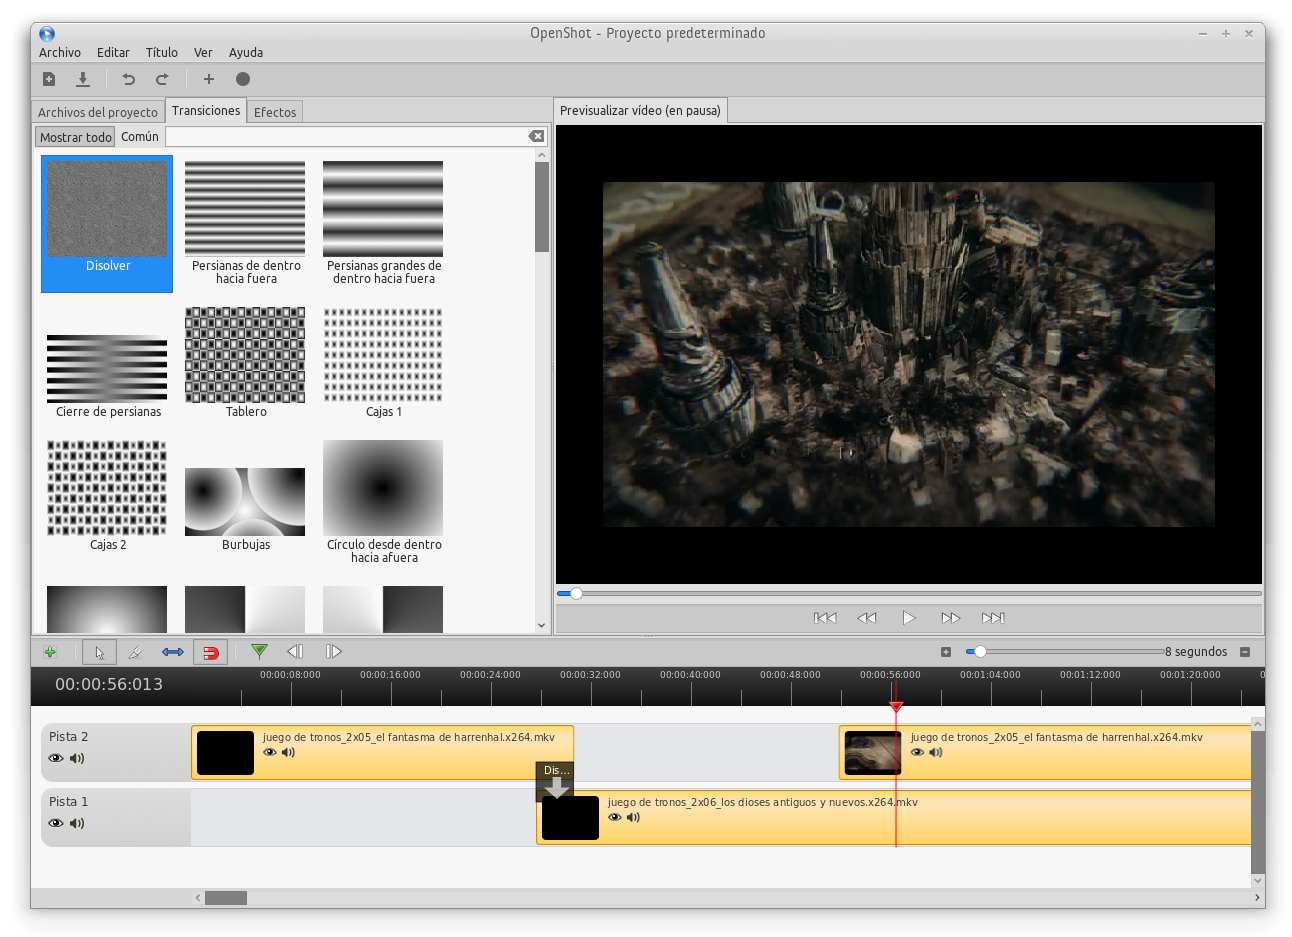 OpenShot - Proyecto predeterminado
Archivo Editar Título Ver Ayuda
Archivos del proyecto Transiciones Efectos
Previsualizar vídeo (en pausa)
Mostrar todo Común
Disolver
Persianas de dentro
hacia fuera
Persianas grandes de
dentro hacia fuera
Cierre de persianas
Tablero
Cajas 1
Cajas 2
Burbujas
Círculo desde dentro
hacia afuera
8 segundos
00:00:56:013
00:00:08:000 00:00:16:000 00:00:24:000 00:00:32:000 00:00:40:000 00:00:48:000 00:00:56:000 00:01:04:000 00:01:12:000 00:01:20:000 0
Pista 2
juego de tronos_2x05_el fantasma de harrenhal.x264.mkv
juego de tronos_2x05_el fantasma de harrenhal.x264.mkv
Dis...
Pista 1
juego de tronos_2x06_los dioses antiguos y nuevos.x264.mkv